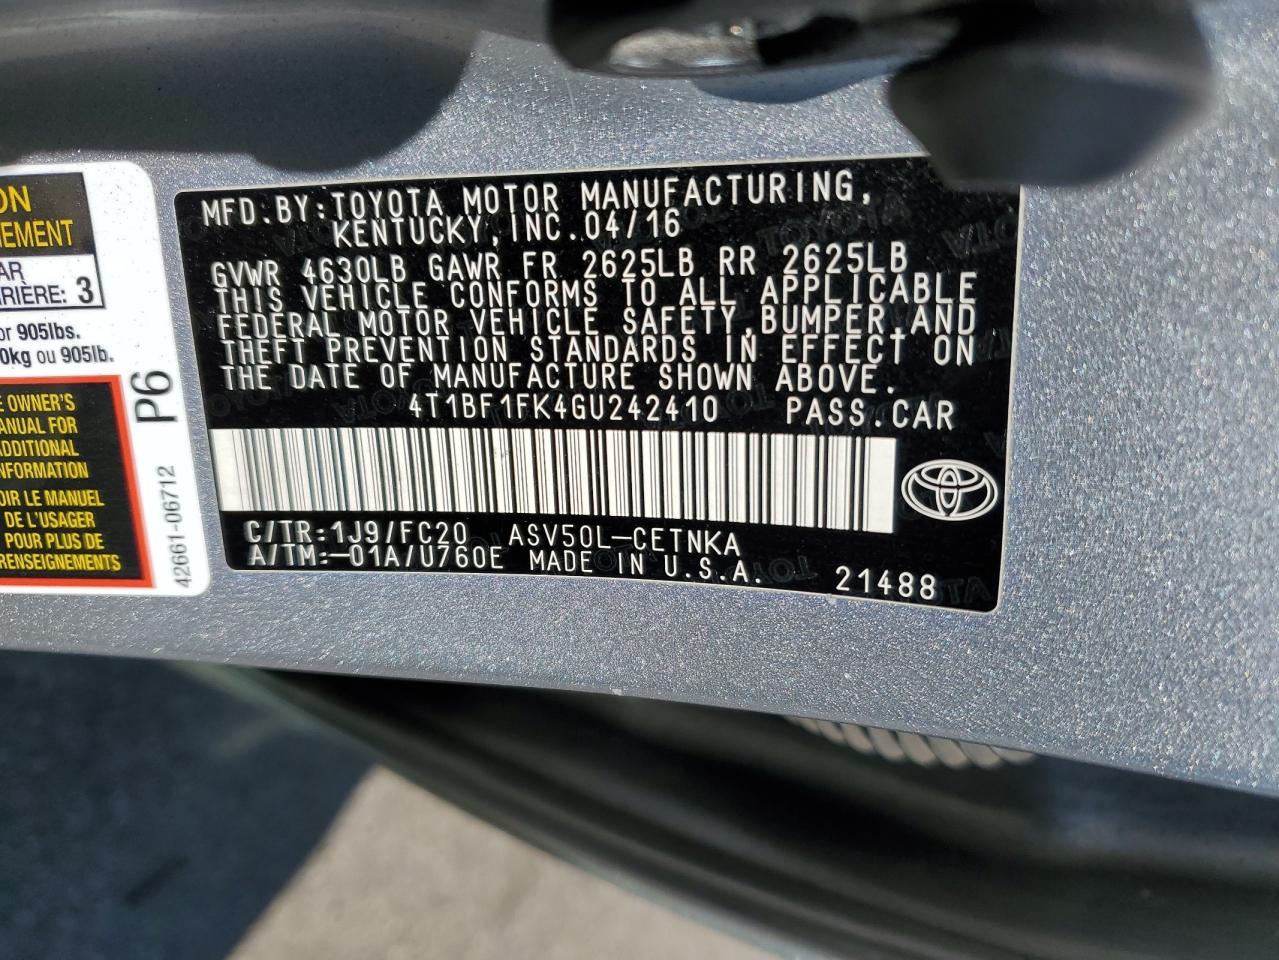 ON
EMENT
AR
RIÈRE: 3
or 905lbs.
0kg ou 905lb.
E OWNER'S
ANUAL FOR
ADDITIONAL
NFORMATION
OIR LE MANUEL
DE L'USAGER
POUR PLUS DE
RENSEIGNEMENTS
P6
42661-06712
MFD.BY:TOYOTA MOTOR MANUFACTURING,
KENTUCKY,INC.04/16
GVWR 4630LB GAWR FR 2625LB RR 2625LB
THIS VEHICLE CONFORMS TO ALL APPLICABLE
FEDERAL MOTOR VEHICLE SAFETY,BUMPER,AND
THEFT PREVENTION STANDARDS IN EFFECT ON
THE DATE OF MANUFACTURE SHOWN ABOVE.
4T1BF1FK4GU242410 PASS.CAR
C/TR:1J9/FC20 ASV50L-CETNKA
A/TM:-01A/U760E MADE IN U.S.A. 21488